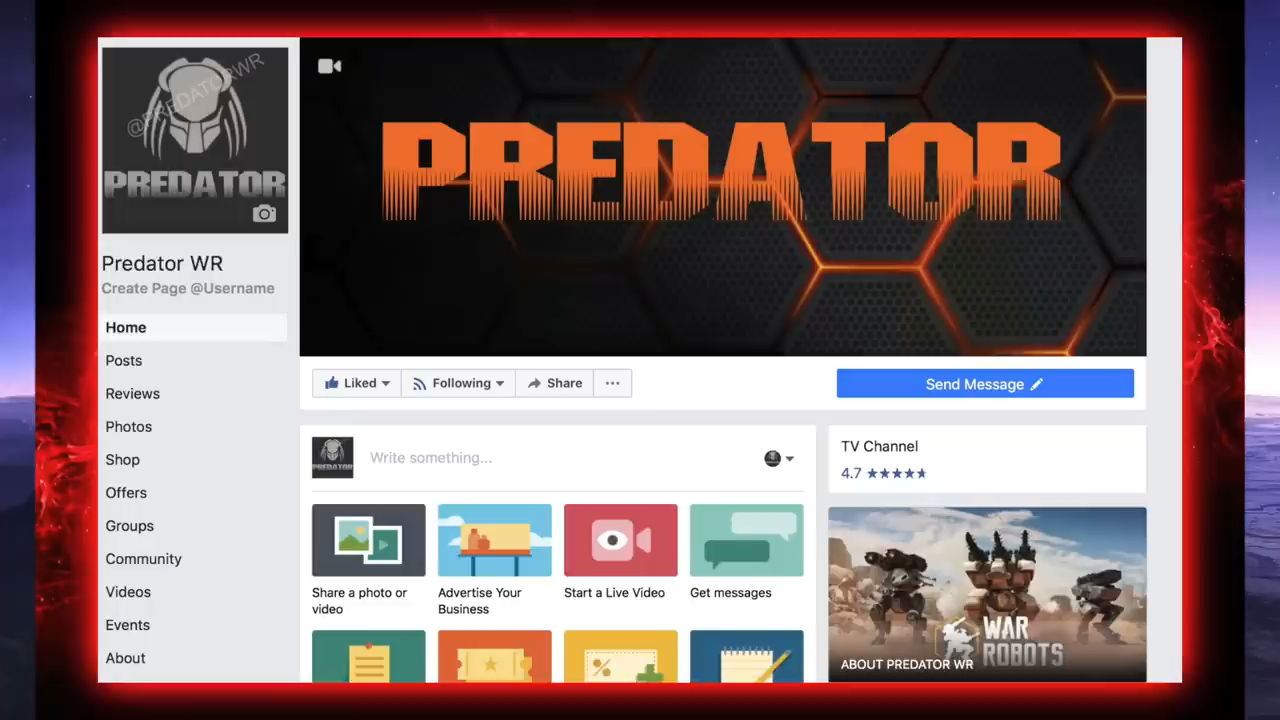 @PREDATORWR
PREDATOR
PREDATOR
Predator WR
Create Page @Username
Home
Posts
Reviews
Photos
Shop
Offers
Groups
Community
Videos
Events
About
Liked
Following
Share
Send Message
PREDATOR
Write something...
Share a photo or
video
Advertise Your
Business
Start a Live Video
Get messages
TV Channel
4.7
WAR
ROBOTS
ABOUT PREDATOR WR